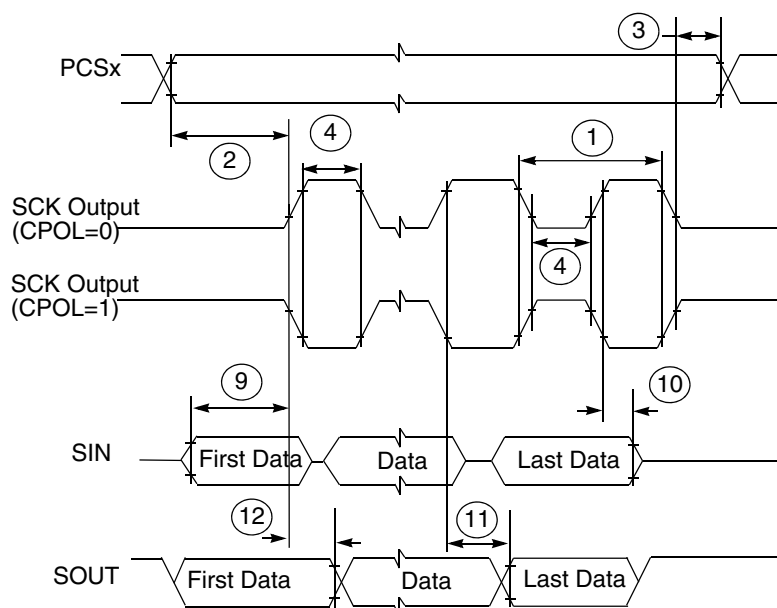 3
PCSx
2
4
1
SCK Output
(CPOL=0)
4
SCK Output
(CPOL=1)
9
10
SIN
First Data
Data
Last Data
12
11
SOUT
First Data
Data
Last Data